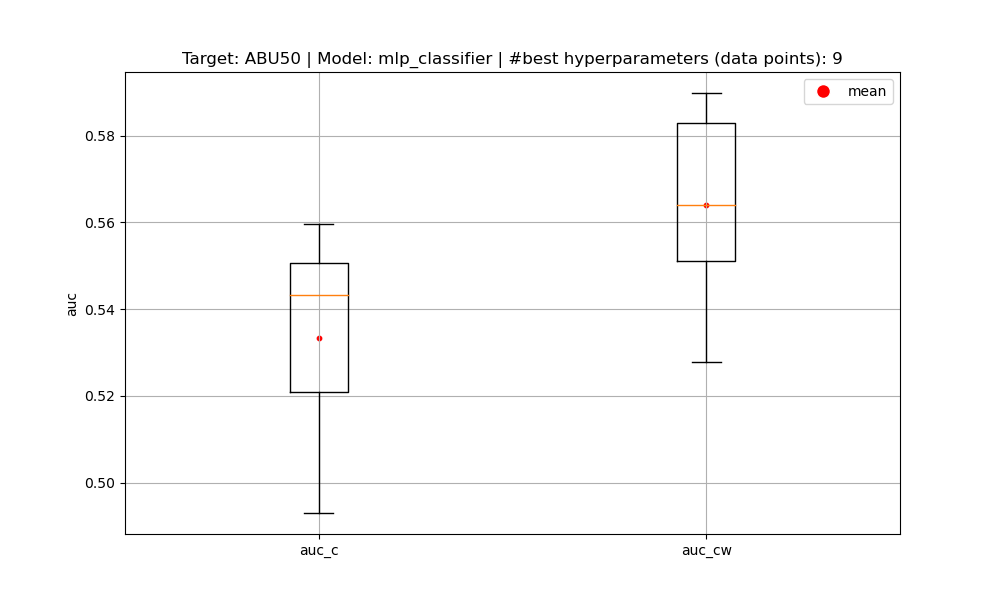 Target: ABU50 | Model: mlp_classifier | #best hyperparameters (data points): 9
mean
0.58
0.56
0.54
0.52
0.50
auc
auc_c
auc_cw